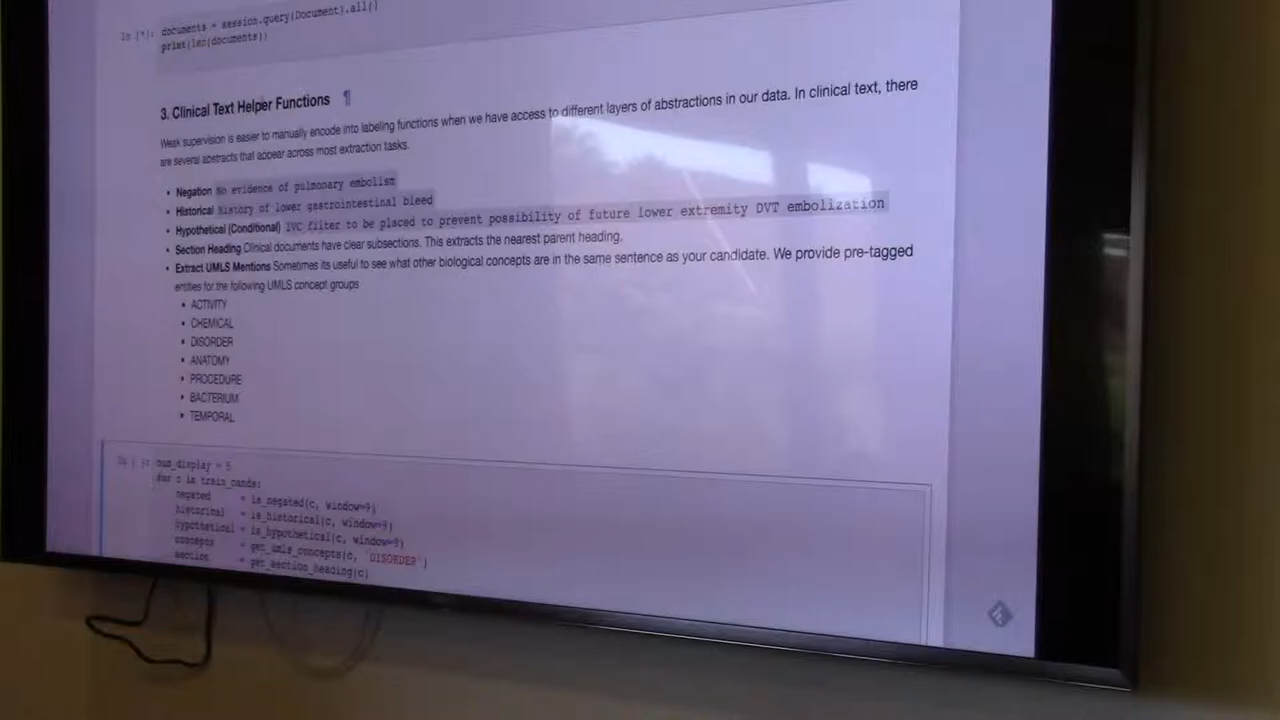 In [*]: documents = session.query(Document).all()
print(len(documents))
3. Clinical Text Helper Functions ¶
Weak supervision is easier to manually encode into labeling functions when we have access to different layers of abstractions in our data. In clinical text, there
are several abstracts that appear across most extraction tasks.
• Negation No evidence of pulmonary embolism
• Historical History of lower gastrointestinal bleed
• Hypothetical (Conditional) IVC filter to be placed to prevent possibility of future lower extremity DVT embolization
• Section Heading Clinical documents have clear subsections. This extracts the nearest parent heading.
• Extract UMLS Mentions Sometimes its useful to see what other biological concepts are in the same sentence as your candidate. We provide pre-tagged
entities for the following UMLS concept groups
• ACTIVITY
• CHEMICAL
• DISORDER
• ANATOMY
• PROCEDURE
• BACTERIUM
• TEMPORAL
In [ ]: num_display = 5
for c in train_cands:
negated = is_negated(c, window=9)
historical = is_historical(c, window=9)
hypothetical = is_hypothetical(c, window=9)
concepts = get_umls_concepts(c, 'DISORDER')
section = get_section_heading(c)